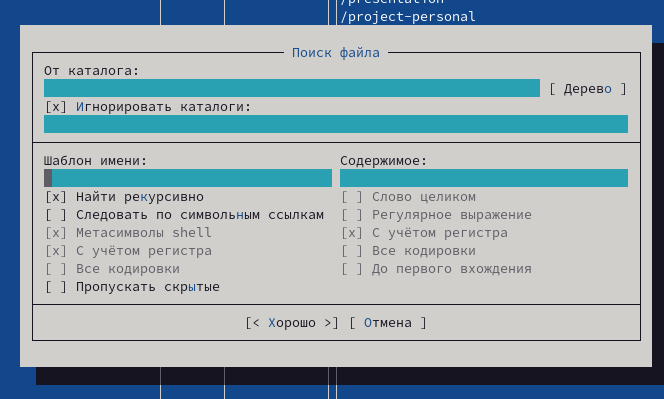 /presentation
/project-personal
Поиск файла
От каталога:
[ Дерево ]
[x] Игнорировать каталоги:
Шаблон имени: Содержимое:
[x] Найти рекурсивно [ ] Слово целиком
[ ] Следовать по символьным ссылкам [ ] Регулярное выражение
[x] Метасимволы shell [x] С учётом регистра
[x] С учётом регистра [ ] Все кодировки
[ ] Все кодировки [ ] До первого вхождения
[ ] Пропускать скрытые
[< Хорошо >] [ Отмена ]